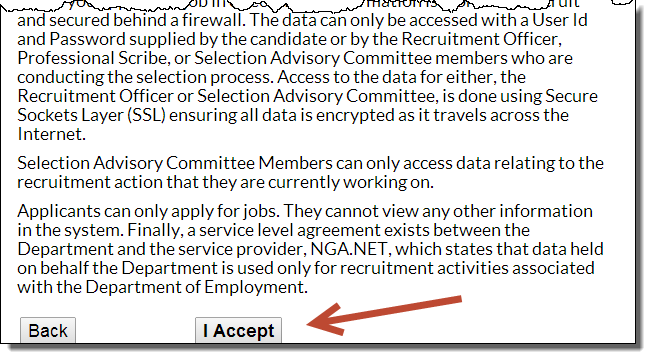 and secured behind a firewall. The data can only be accessed with a User Id
and Password supplied by the candidate or by the Recruitment Officer,
Professional Scribe, or Selection Advisory Committee members who are
conducting the selection process. Access to the data for either, the
Recruitment Officer or Selection Advisory Committee, is done using Secure
Sockets Layer (SSL) ensuring all data is encrypted as it travels across the
Internet.
Selection Advisory Committee Members can only access data relating to the
recruitment action that they are currently working on.
Applicants can only apply for jobs. They cannot view any other information
in the system. Finally, a service level agreement exists between the
Department and the service provider, NGA.NET, which states that data held
on behalf the Department is used only for recruitment activities associated
with the Department of Employment.
Back I Accept